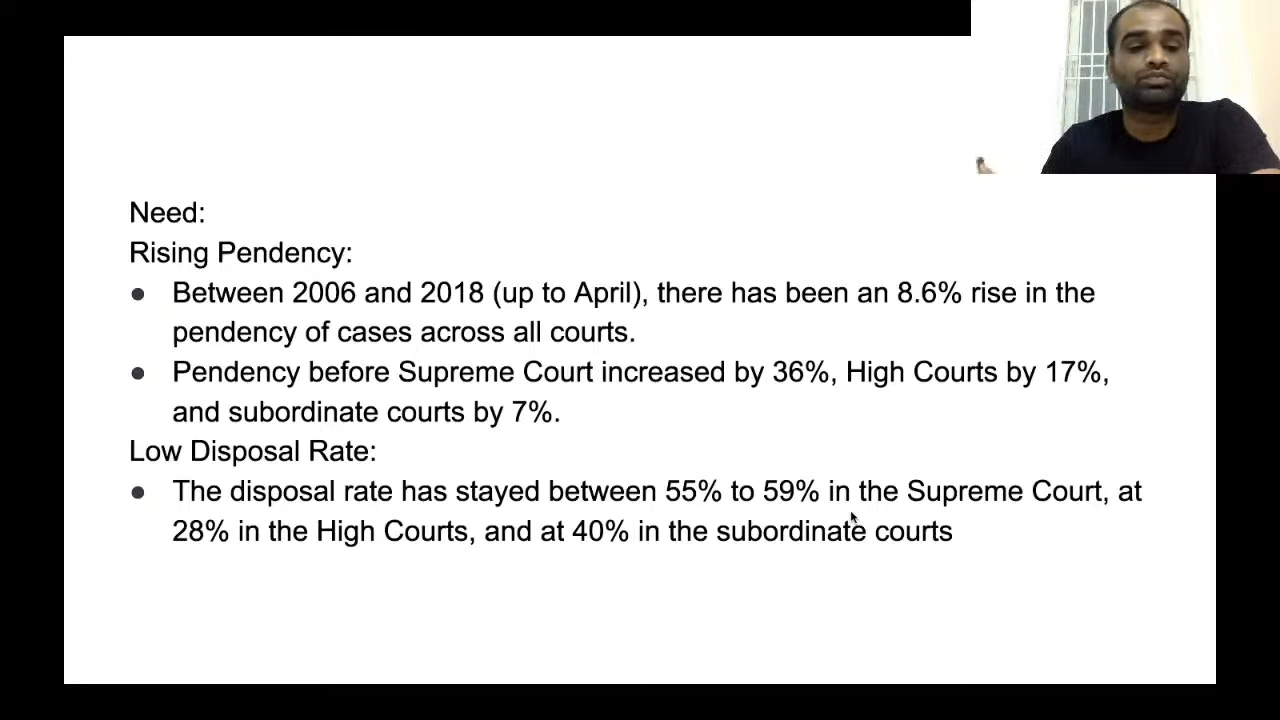 Need:
Rising Pendency:
● Between 2006 and 2018 (up to April), there has been an 8.6% rise in the
pendency of cases across all courts.
● Pendency before Supreme Court increased by 36%, High Courts by 17%,
and subordinate courts by 7%.
Low Disposal Rate:
● The disposal rate has stayed between 55% to 59% in the Supreme Court, at
28% in the High Courts, and at 40% in the subordinate courts